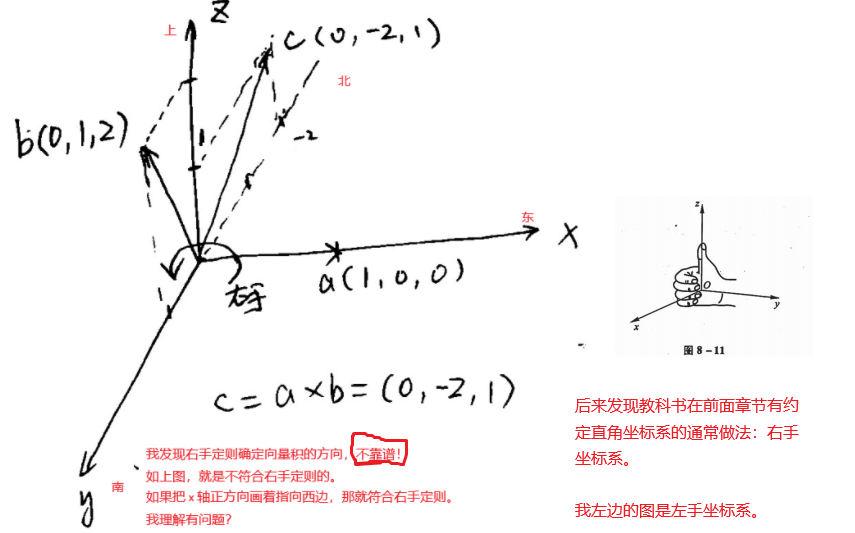 z
上
c(0,-2,1)
北
b(0,1,2)
1
-2
东
x
a(1,0,0)
右手
c=a×b=(0,-2,1)
y
南
我发现右手定则确定向量积的方向，不靠谱！
如上图，就是不符合右手定则的。
如果把x轴正方向画着指向西边，那就符合右手定则。
我理解有问题？
z
O
x
y
图 8-11
后来发现教科书在前面章节有约
定直角坐标系的通常做法：右手
坐标系。
我左边的图是左手坐标系。